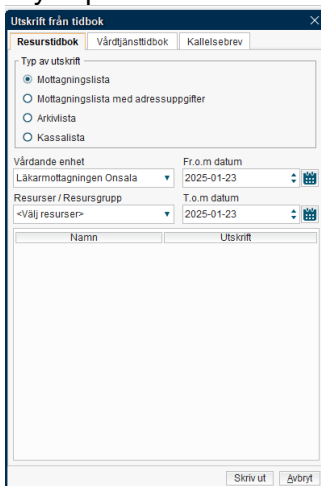 Utskrift från tidbok
Resurstidbok Vårdtjänsttidbok Kallelsebrev
Typ av utskrift
Mottagningslista
Mottagningslista med adressuppgifter
Arkivlista
Kassalista
Vårdande enhet Fr.o.m datum
Läkarmottagningen Onsala 2025-01-23
Resurser / Resursgrupp T.o.m datum
<Välj resurser> 2025-01-23
Namn Utskrift
Skriv ut Avbryt